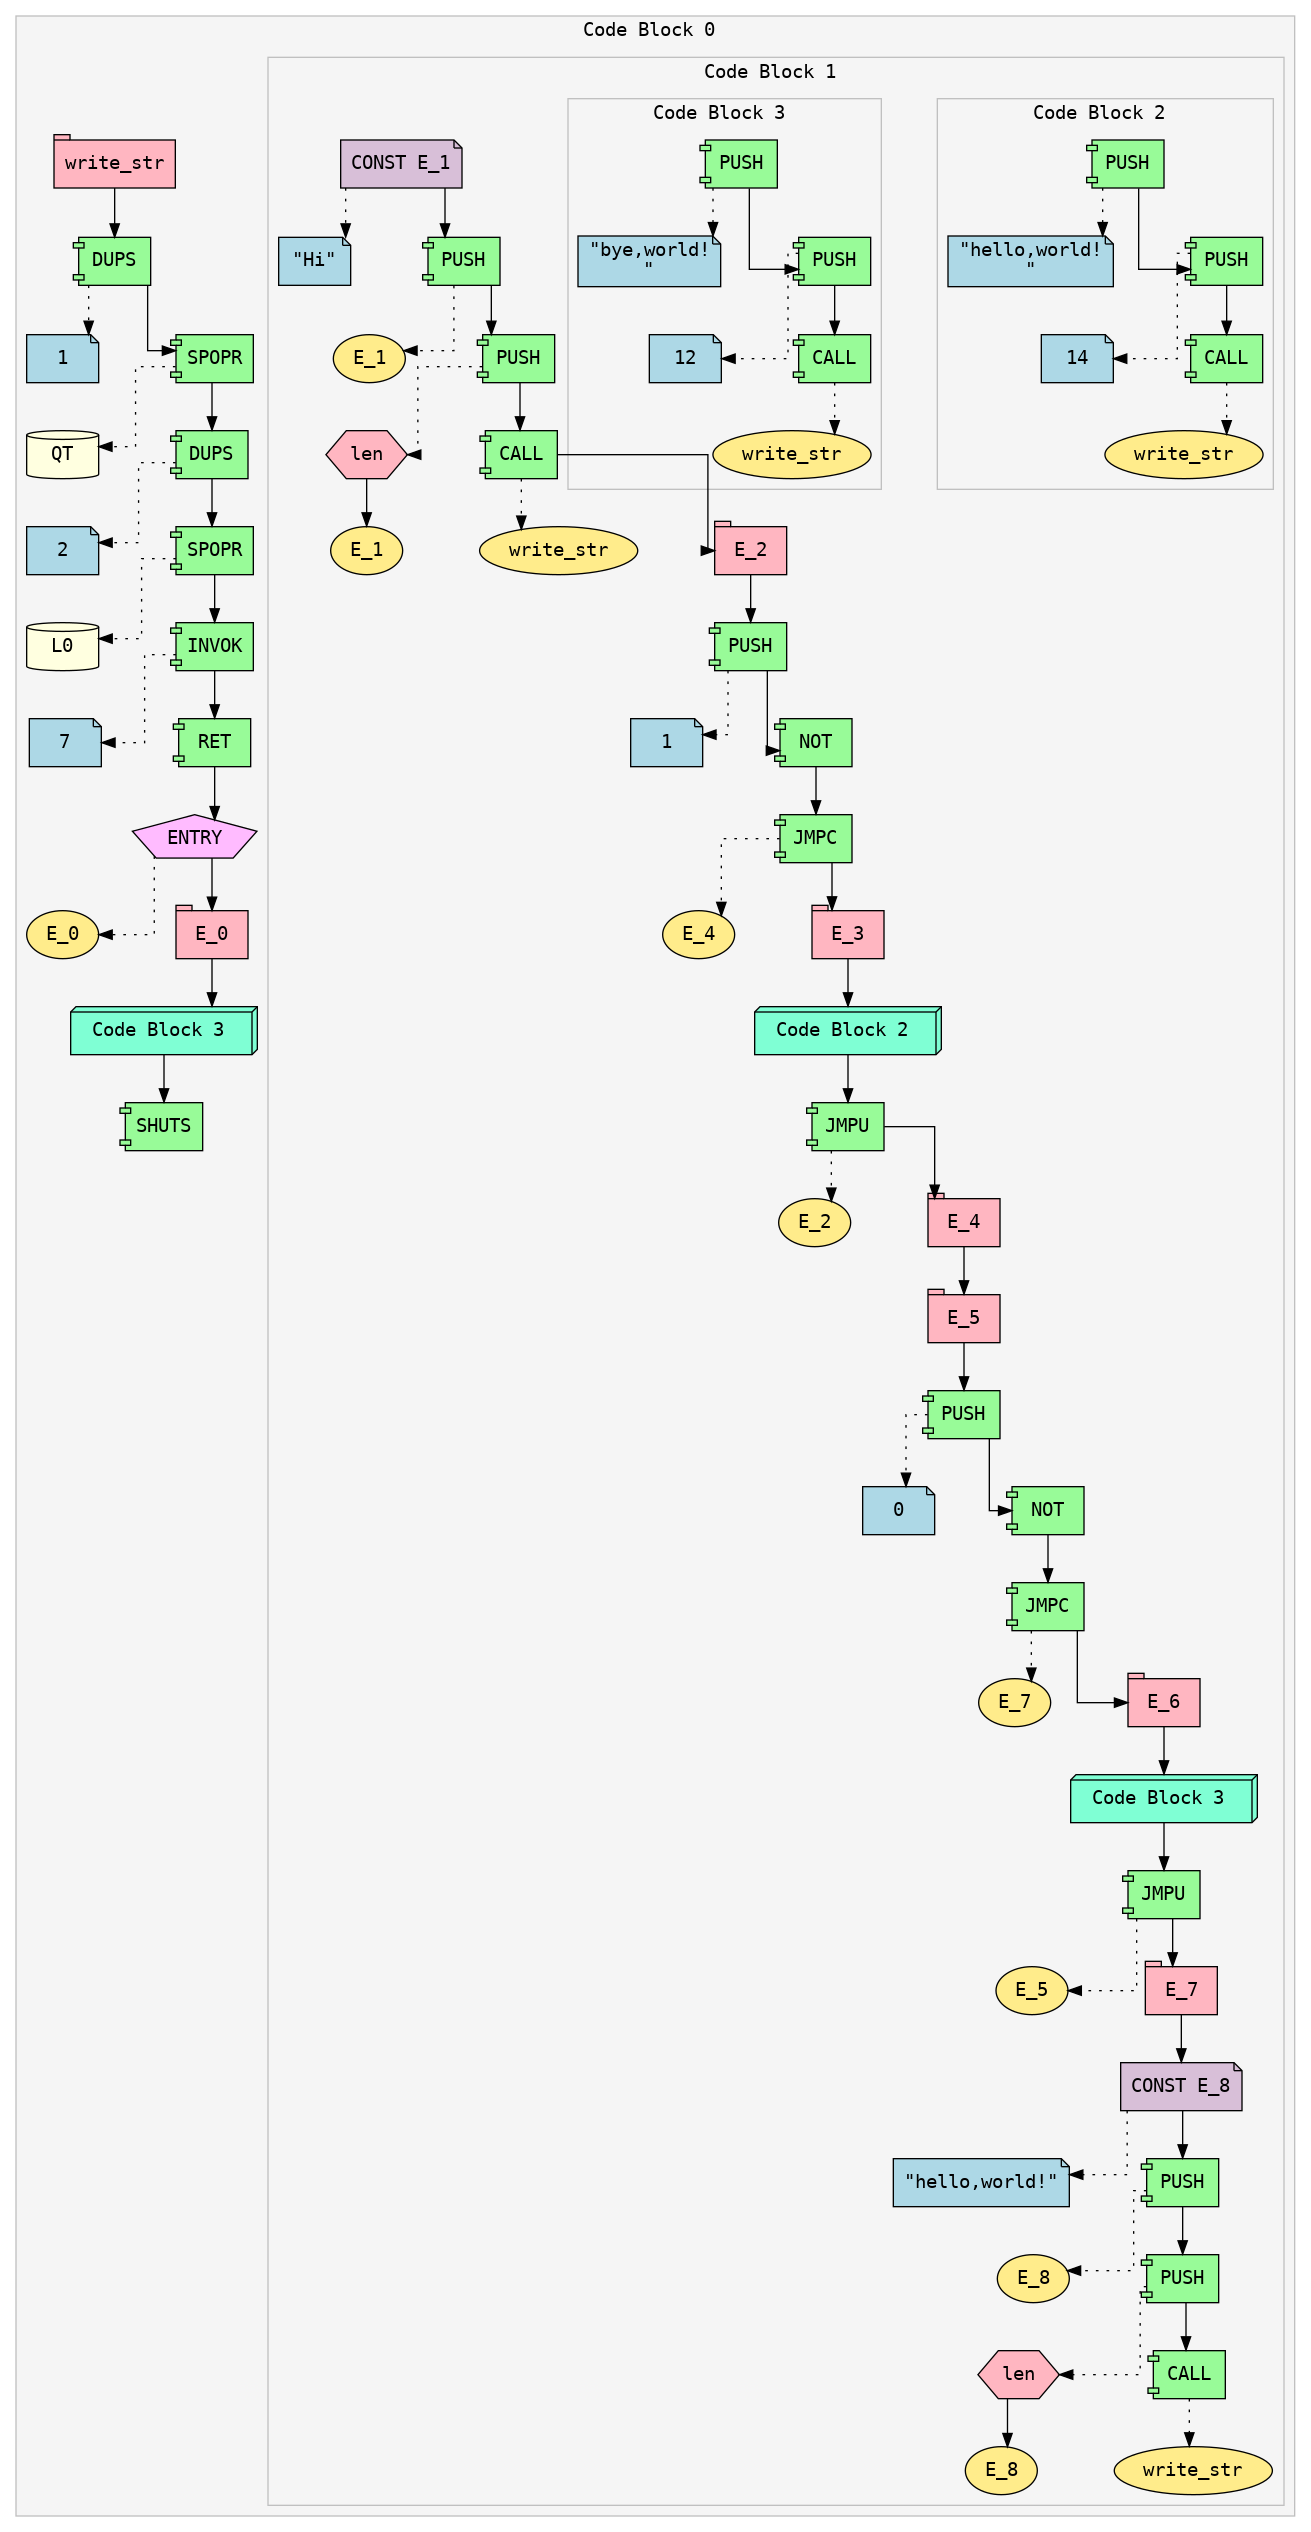 Code Block 0
Code Block 1
Code Block 3
Code Block 2
write_str
CONST E_1
PUSH
PUSH
DUPS
"Hi"
PUSH
"bye,world!
"
PUSH
"hello,world!
"
PUSH
1
SPOPR
E_1
PUSH
12
CALL
14
CALL
QT
DUPS
len
CALL
write_str
write_str
2
SPOPR
E_1
write_str
E_2
L0
INVOK
PUSH
7
RET
1
NOT
ENTRY
JMPC
E_0
E_0
E_4
E_3
Code Block 3
Code Block 2
SHUTS
JMPU
E_2
E_4
E_5
PUSH
0
NOT
JMPC
E_7
E_6
Code Block 3
JMPU
E_5
E_7
CONST E_8
"hello,world!"
PUSH
E_8
PUSH
len
CALL
E_8
write_str